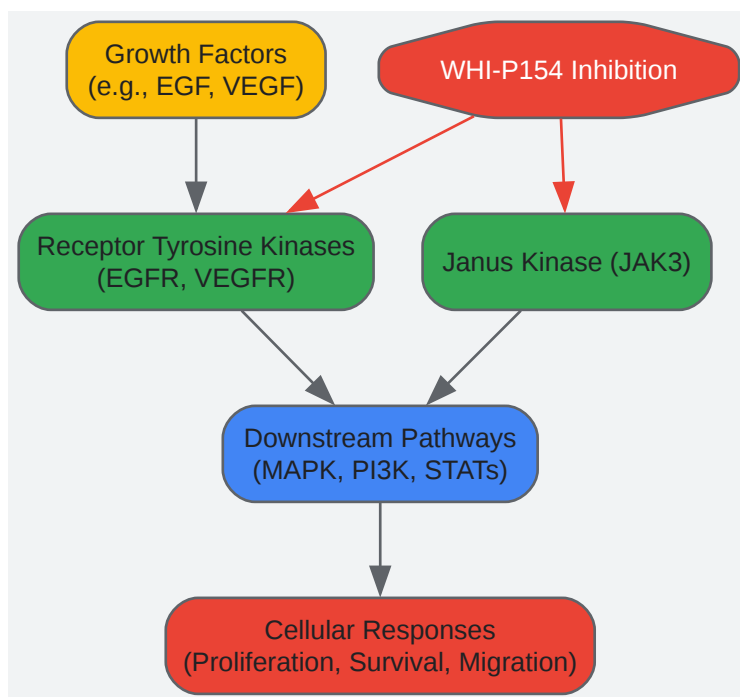 Growth Factors
(e.g., EGF, VEGF)
WHI-P154 Inhibition
Receptor Tyrosine Kinases
(EGFR, VEGFR)
Janus Kinase (JAK3)
Downstream Pathways
(MAPK, PI3K, STATs)
Cellular Responses
(Proliferation, Survival, Migration)